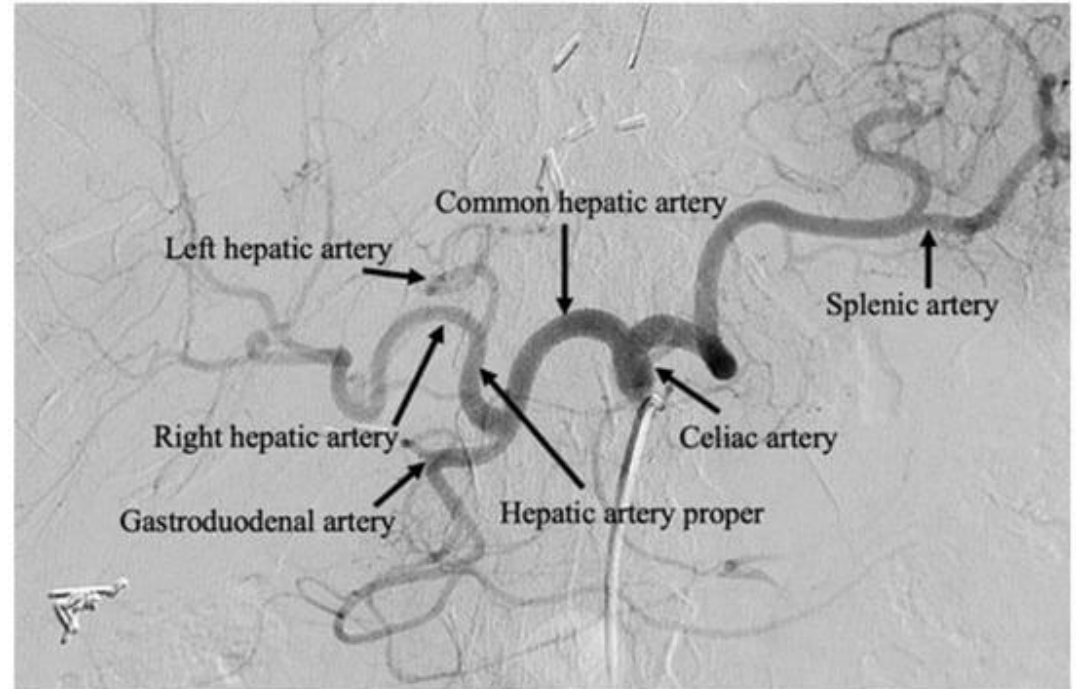 Common hepatic artery
Left hepatic artery
Splenic artery
Right hepatic artery
Celiac artery
Gastroduodenal artery
Hepatic artery proper